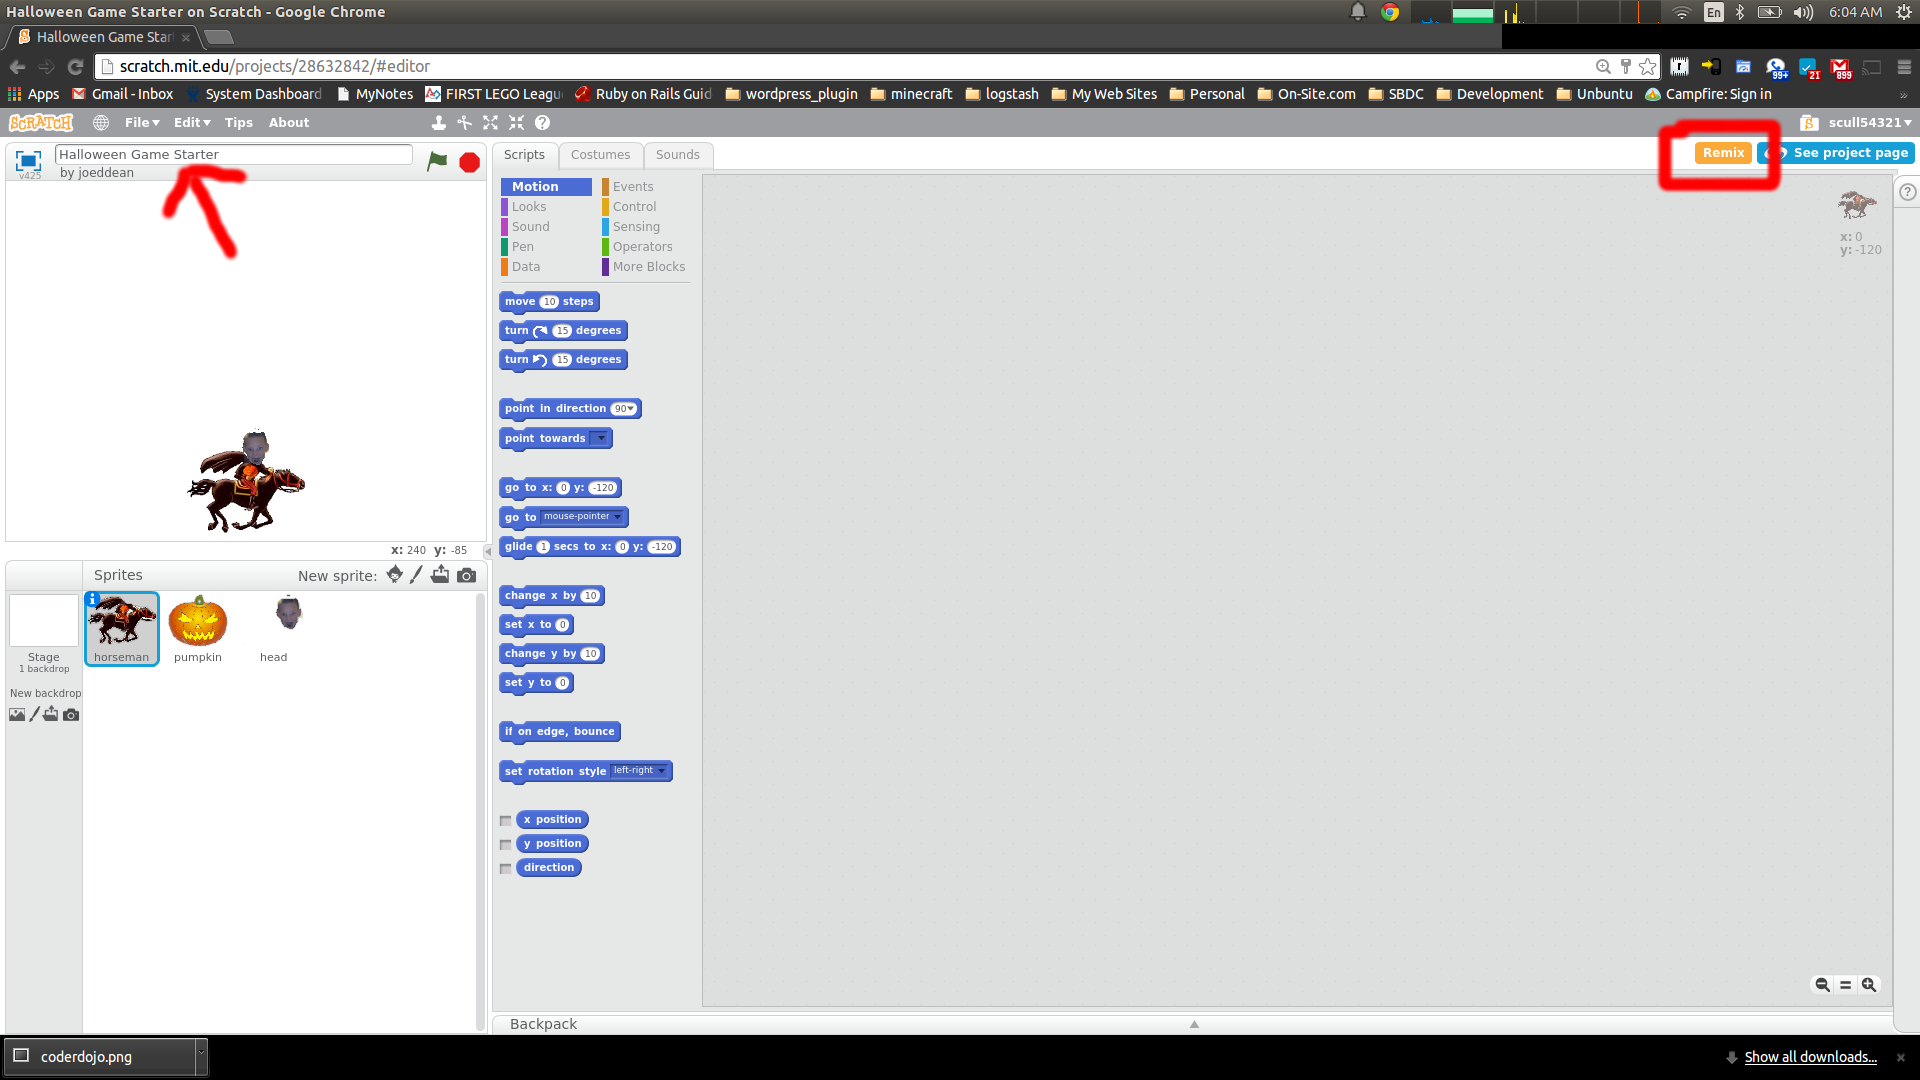 Halloween Game Starter on Scratch - Google Chrome
En
6:04 AM
Halloween Game Star
scratch.mit.edu/projects/28632842/#editor
99+
21
899
Apps
Gmail - Inbox
System Dashboard
MyNotes
FIRST LEGO Leagu
Ruby on Rails Guid
wordpress_plugin
minecraft
logstash
My Web Sites
Personal
On-Site.com
SBDC
Development
Unbuntu
Campfire: Sign in
»
SCRATCH
File
Edit
Tips
About
scull54321
v425
Halloween Game Starter
by joeddean
Scripts
Costumes
Sounds
Remix
See project page
Motion
Events
Looks
Control
Sound
Sensing
Pen
Operators
Data
More Blocks
x: 0
y: -120
move 10 steps
turn 15 degrees
turn 15 degrees
point in direction 90
point towards
go to x: 0 y: -120
go to mouse-pointer
glide 1 secs to x: 0 y: -120
change x by 10
set x to 0
change y by 10
set y to 0
if on edge, bounce
set rotation style left-right
x position
y position
direction
x: 240 y: -85
Sprites
New sprite:
horseman
pumpkin
head
Stage
1 backdrop
New backdrop
Backpack
coderdojo.png
Show all downloads...